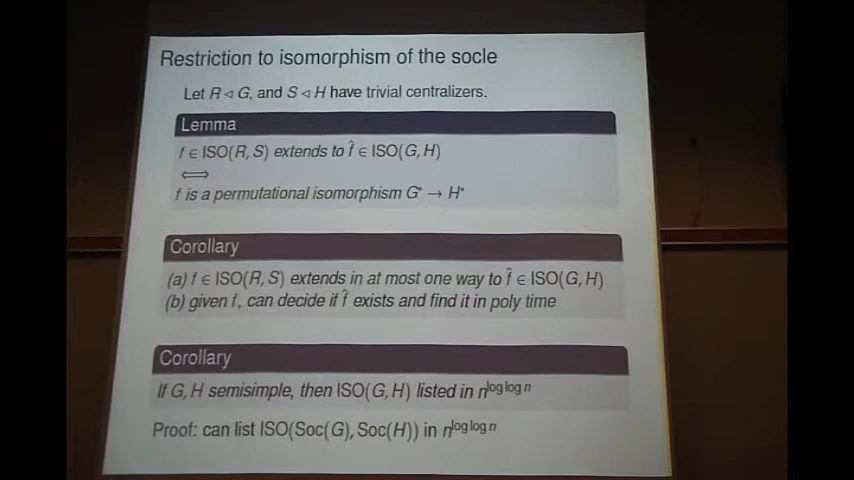 Restriction to isomorphism of the socle
Let R ◁ G, and S ◁ H have trivial centralizers.
Lemma
f ∈ ISO(R, S) extends to f̂ ∈ ISO(G, H)
⟺
f is a permutational isomorphism G* → H*
Corollary
(a) f ∈ ISO(R, S) extends in at most one way to f̂ ∈ ISO(G, H)
(b) given f, can decide if f̂ exists and find it in poly time
Corollary
If G, H semisimple, then ISO(G, H) listed in n^log log n
Proof: can list ISO(Soc(G), Soc(H)) in n^log log n